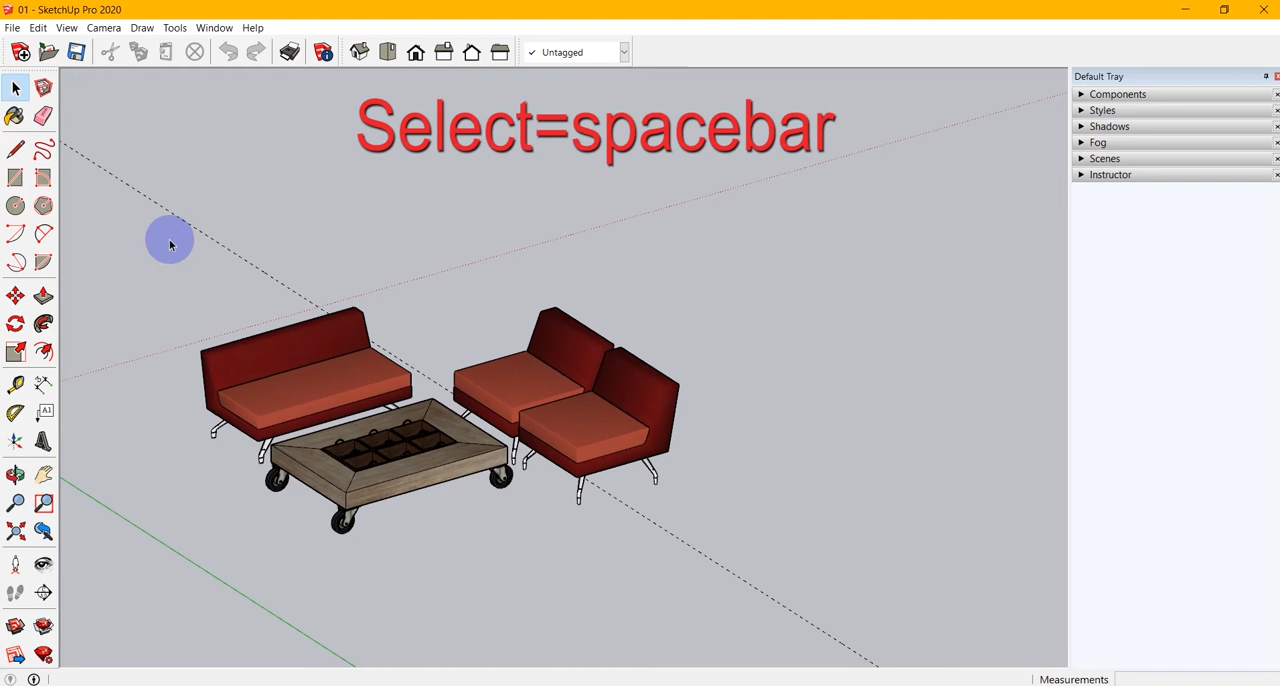 01 - SketchUp Pro 2020
File Edit View Camera Draw Tools Window Help
✓ Untagged
Select=spacebar
Default Tray
Components
Styles
Shadows
Fog
Scenes
Instructor
A1
Measurements